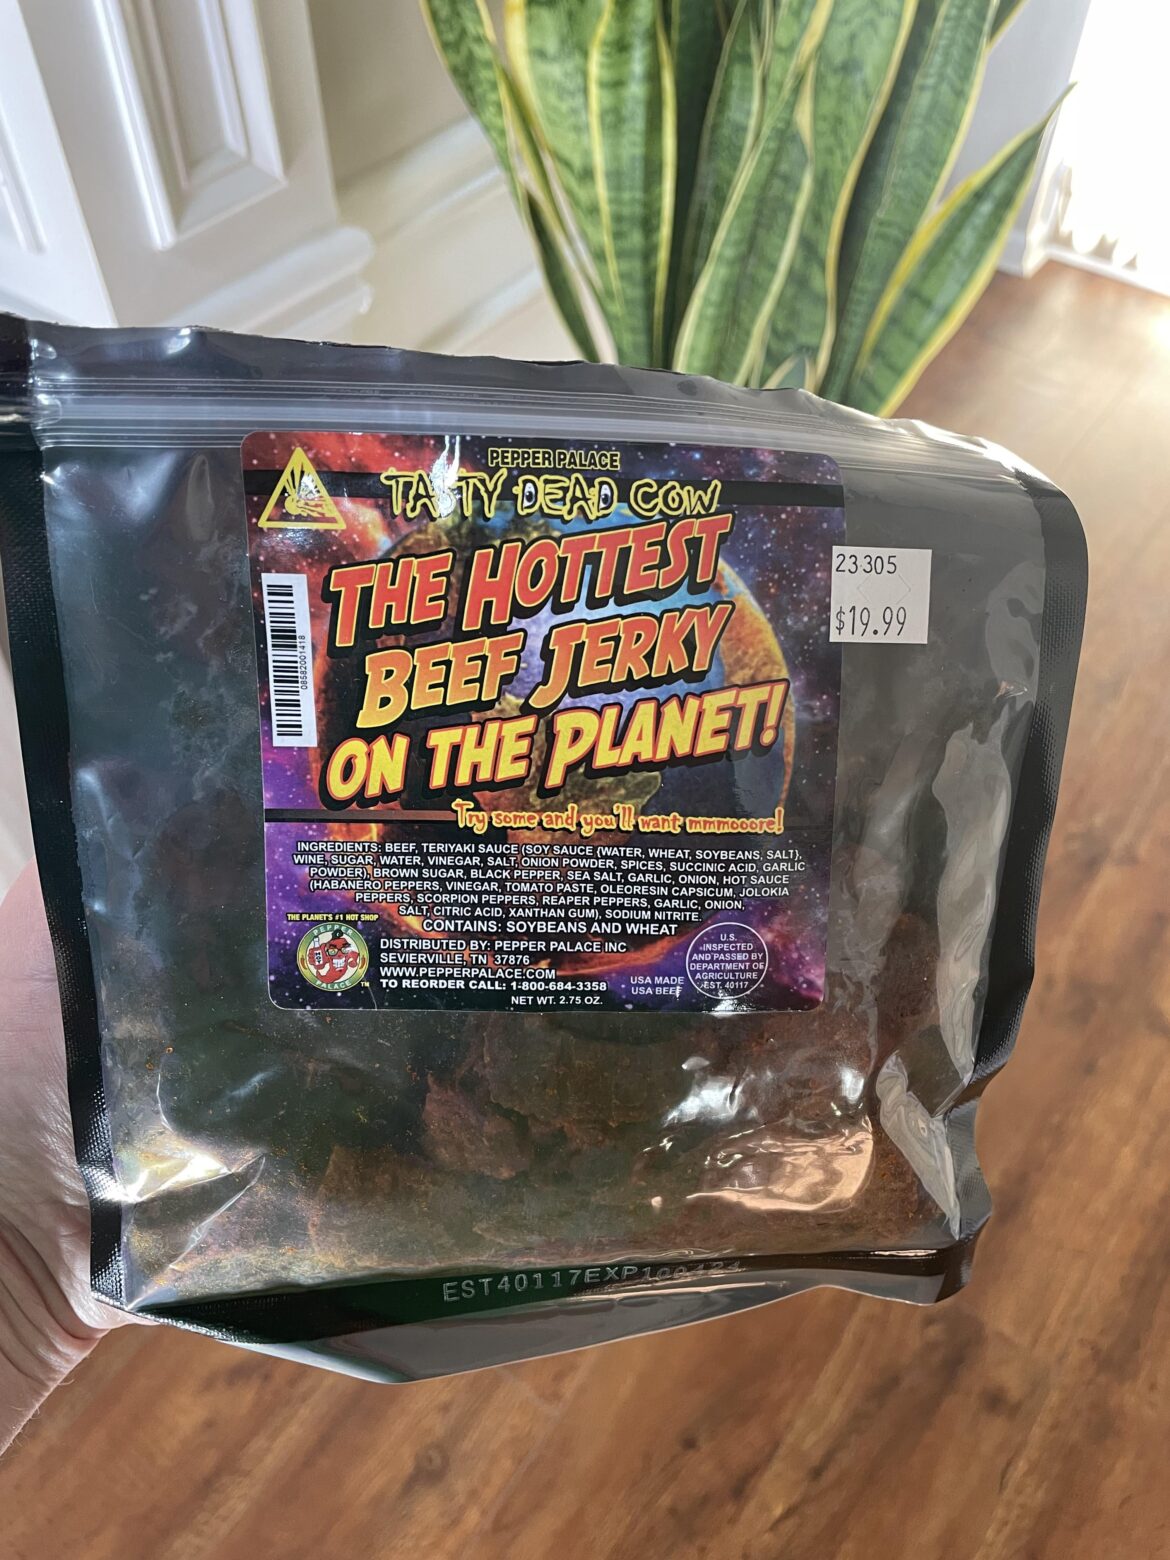 PEPPER PALACE
TASTY DEAD COW
THE HOTTEST
BEEF JERKY
ON THE PLANET!
Try some and you'll want mmmooore!
23305
$19.99
08582001418
INGREDIENTS: BEEF, TERIYAKI SAUCE (SOY SAUCE {WATER, WHEAT, SOYBEANS, SALT},
WINE, SUGAR, WATER, VINEGAR, SALT, ONION POWDER, SPICES, SUCCINIC ACID, GARLIC
POWDER), BROWN SUGAR, BLACK PEPPER, SEA SALT, GARLIC, ONION, HOT SAUCE
(HABANERO PEPPERS, VINEGAR, TOMATO PASTE, OLEORESIN CAPSICUM, JOLOKIA
PEPPERS, SCORPION PEPPERS, REAPER PEPPERS, GARLIC, ONION,
SALT, CITRIC ACID, XANTHAN GUM), SODIUM NITRITE.
CONTAINS: SOYBEANS AND WHEAT
THE PLANET'S #1 HOT SHOP
PEPPER
PALACE
TM
DISTRIBUTED BY: PEPPER PALACE INC
SEVIERVILLE, TN 37876
WWW.PEPPERPALACE.COM
TO REORDER CALL: 1-800-684-3358
NET WT. 2.75 OZ.
USA MADE
USA BEEF
U.S.
INSPECTED
AND PASSED BY
DEPARTMENT OF
AGRICULTURE
EST. 40117
EST40117EXP100424